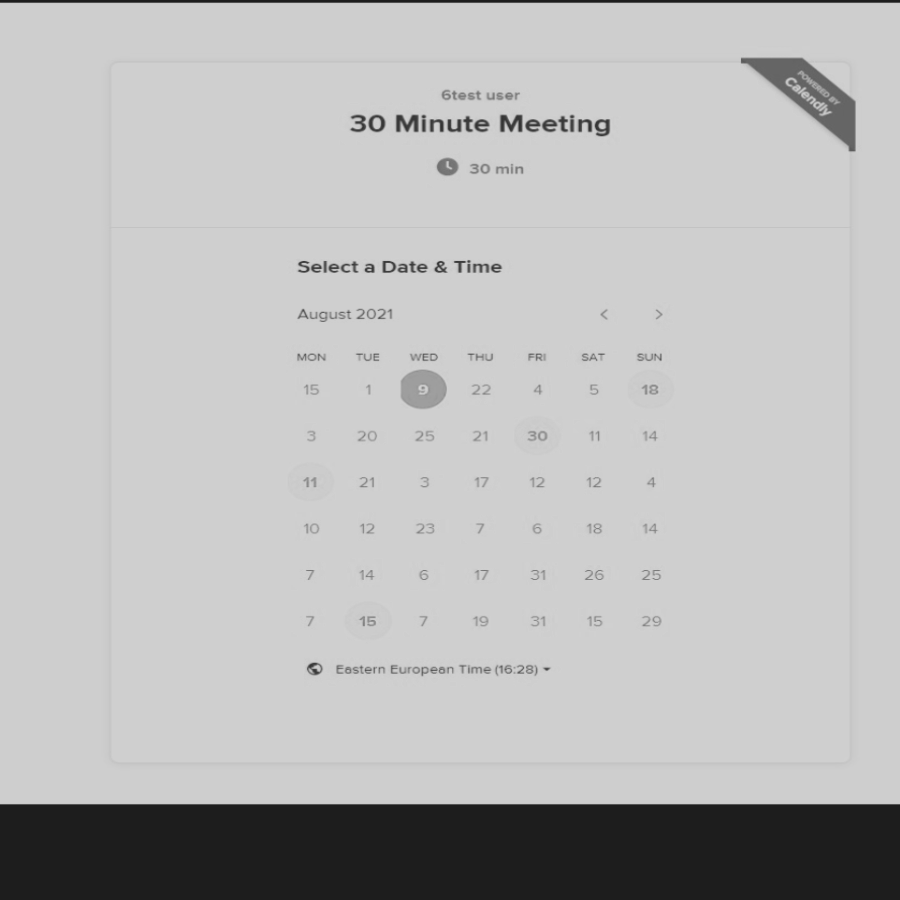 POWERED BY
Calendly
6test user
30 Minute Meeting
30 min
Select a Date & Time
August 2021
MON TUE WED THU FRI SAT SUN
15 1 9 22 4 5 18
3 20 25 21 30 11 14
11 21 3 17 12 12 4
10 12 23 7 6 18 14
7 14 6 17 31 26 25
7 15 7 19 31 15 29
Eastern European Time (16:28)